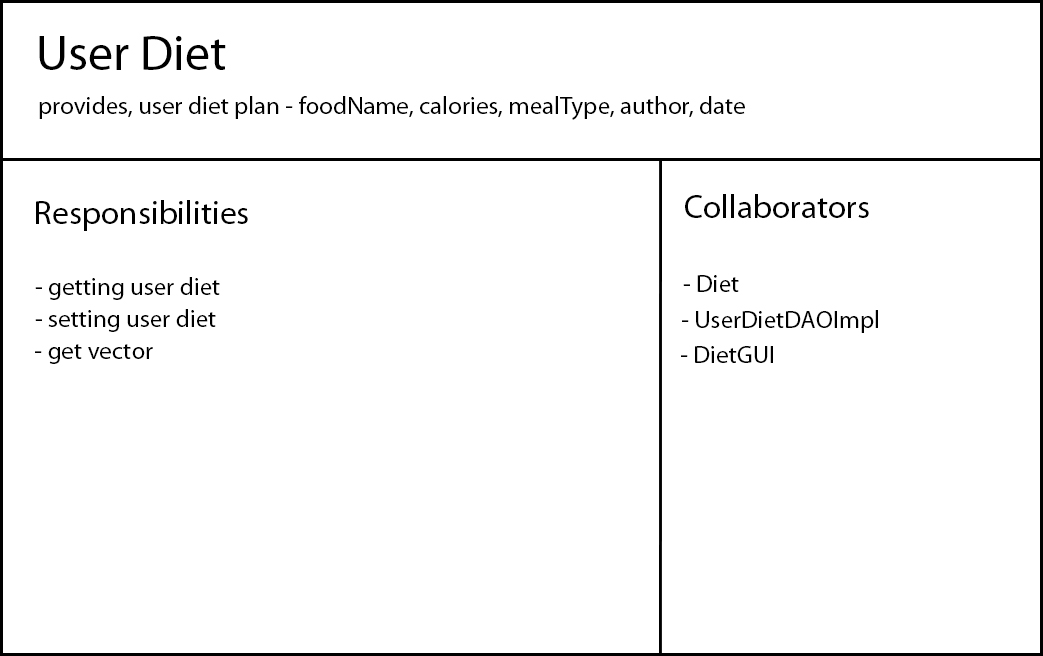 User Diet
provides, user diet plan - foodName, calories, mealType, author, date
Responsibilities
- getting user diet
- setting user diet
- get vector
Collaborators
- Diet
- UserDietDAOImpl
- DietGUI